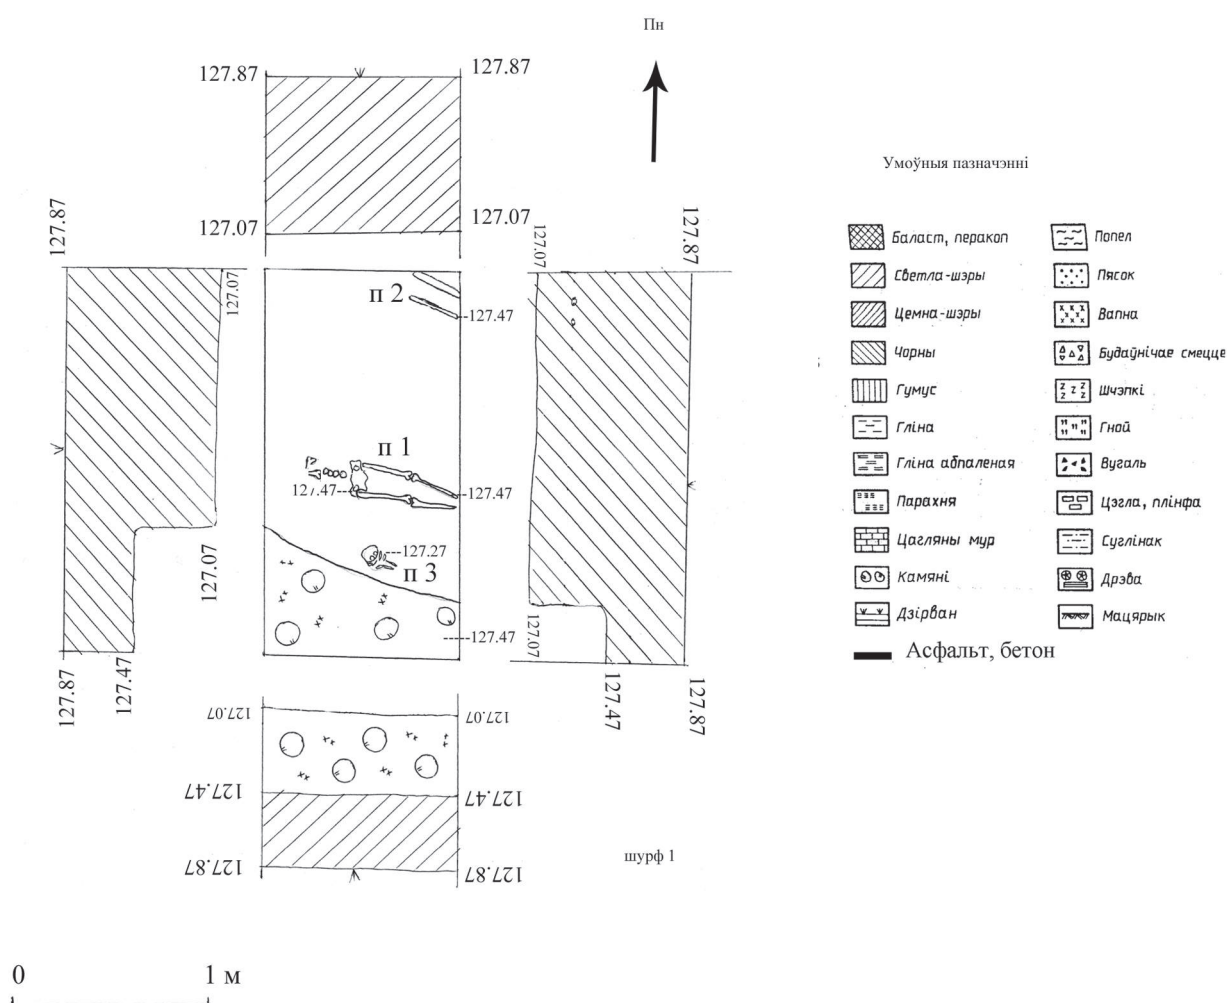 Пн
127.87
127.87
127.07
127.07
127.87
127.07
127.07
127.87
п 2
127.47
п 1
127.47
127.47
127.27
п 3
127.07
127.47
127.07
127.87
127.47
127.47
127.87
127.07
127.07
127.47
127.47
127.87
127.87
шурф 1
0 1 м
Умоўныя пазначэнні
Баласт, перакоп
Светла-шэры
Цемна-шэры
Чорны
Гумус
Гліна
Гліна абпаленая
Парахня
Цагляны мур
Камяні
Дзірван
Асфальт, бетон
Попел
Пясок
Вапна
Будаўнічае смецце
Шчэпкі
Гной
Вугаль
Цэгла, плінфа
Суглінак
Дрэва
Мацярык